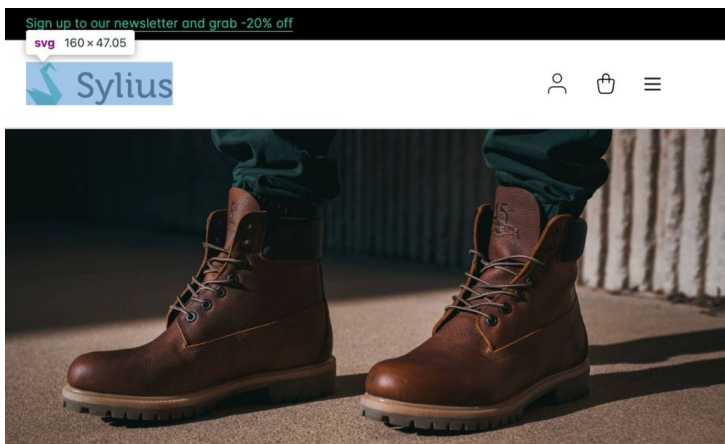 Sign up to our newsletter and grab -20% off
svg 160 × 47.05
Sylius